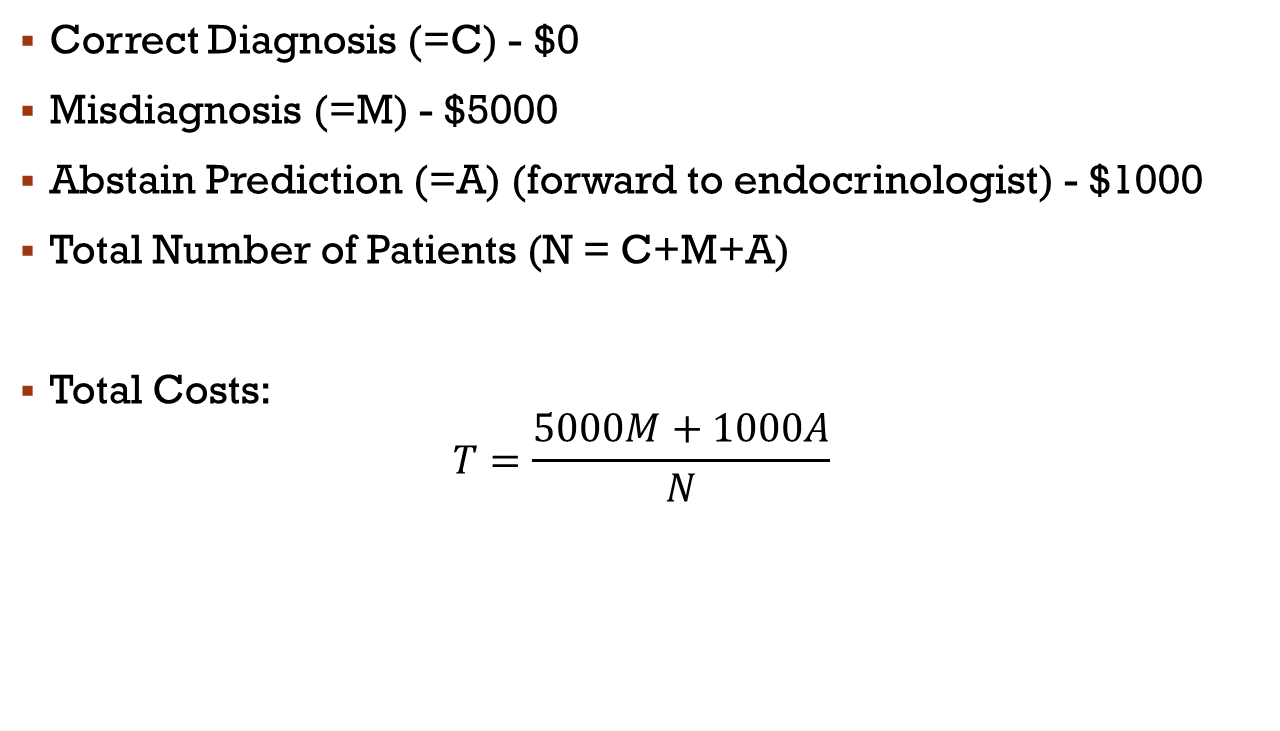 ▪ Correct Diagnosis (=C) - $0
▪ Misdiagnosis (=M) - $5000
▪ Abstain Prediction (=A) (forward to endocrinologist) - $1000
▪ Total Number of Patients (N = C+M+A)
▪ Total Costs:
T = \frac{5000M + 1000A}{N}